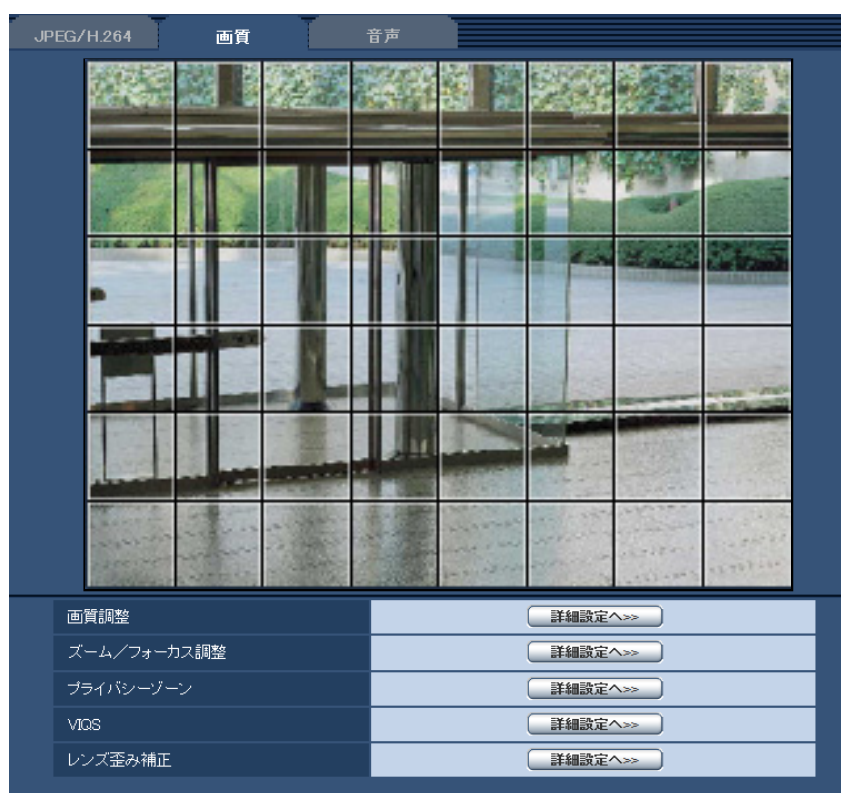 JPEG/H.264
画質
音声
画質調整 詳細設定へ>>
ズーム／フォーカス調整 詳細設定へ>>
プライバシーゾーン 詳細設定へ>>
VIQS 詳細設定へ>>
レンズ歪み補正 詳細設定へ>>